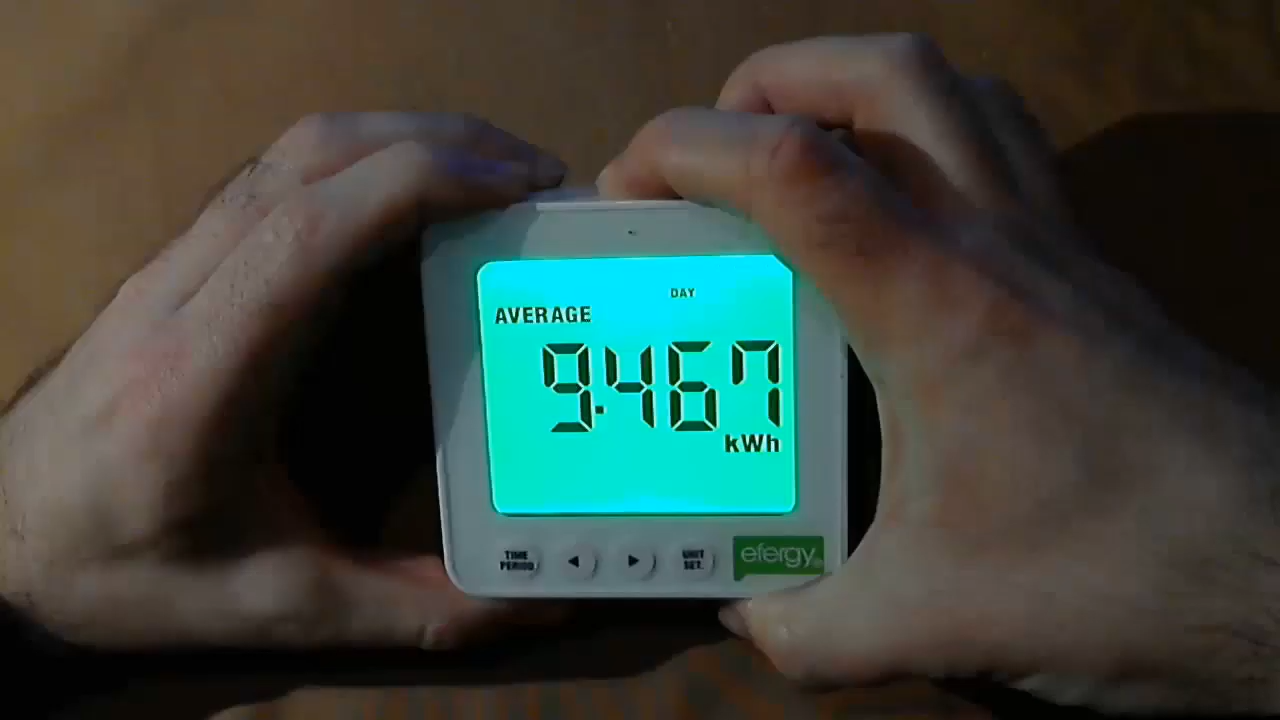 DAY
AVERAGE
9.467
kWh
TIME PERIOD ◄ ► UNIT SET. efergy